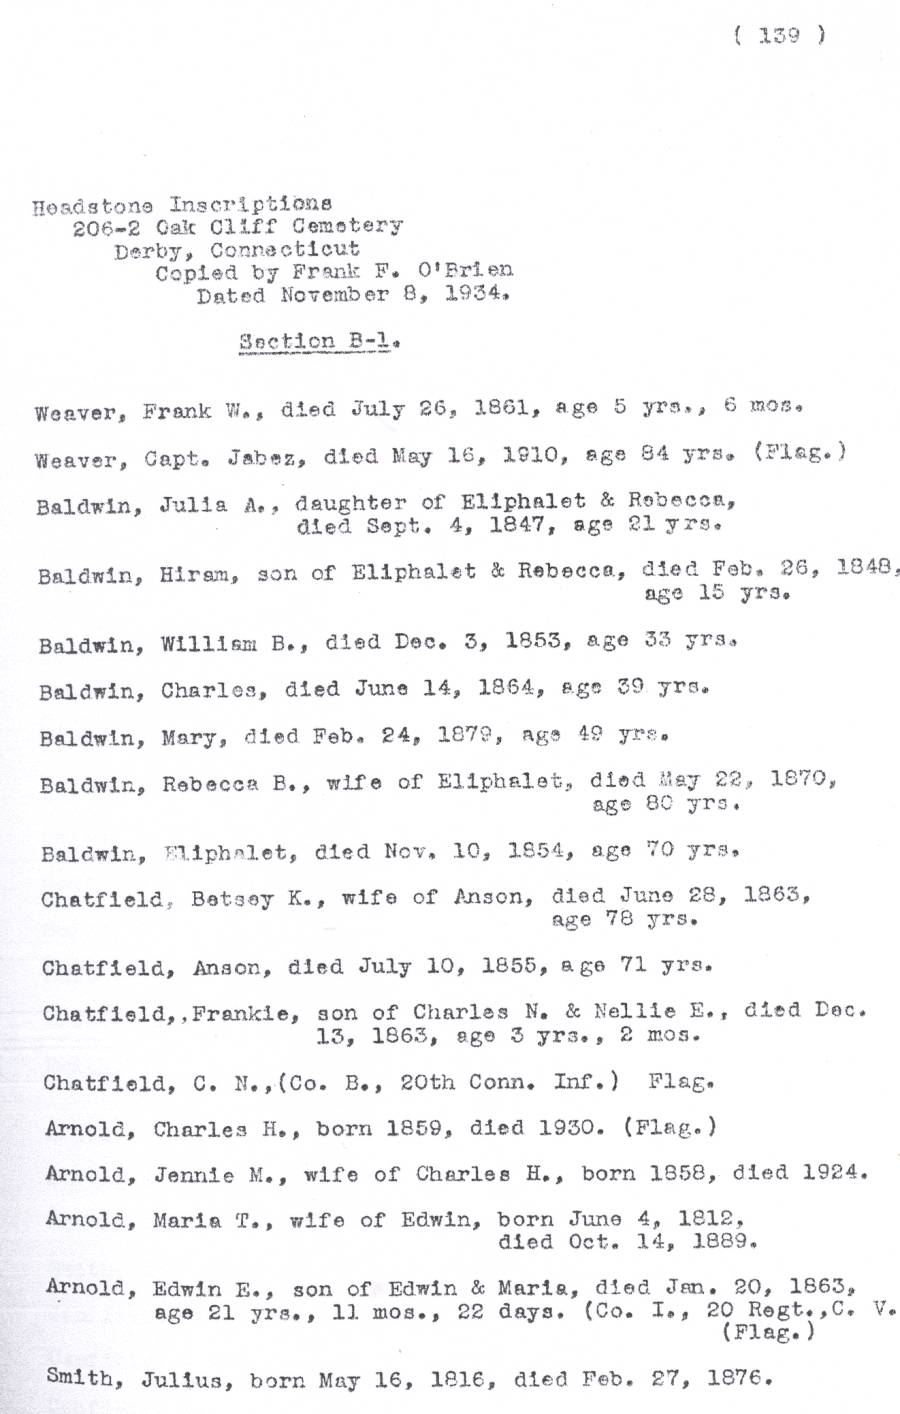 ( 139 )
Headstone Inscriptions
206-2 Oak Cliff Cemetery
Derby, Connecticut
Copied by Frank F. O'Brien
Dated November 8, 1934.
Section B-1.
Weaver, Frank W., died July 26, 1861, age 5 yrs., 6 mos.
Weaver, Capt. Jabez, died May 16, 1910, age 84 yrs. (Flag.)
Baldwin, Julia A., daughter of Eliphalet & Rebecca,
died Sept. 4, 1847, age 21 yrs.
Baldwin, Hiram, son of Eliphalet & Rebecca, died Feb. 26, 1848,
age 15 yrs.
Baldwin, William B., died Dec. 3, 1853, age 33 yrs.
Baldwin, Charles, died June 14, 1864, age 39 yrs.
Baldwin, Mary, died Feb. 24, 1879, age 49 yrs.
Baldwin, Rebecca B., wife of Eliphalet, died May 22, 1870,
age 80 yrs.
Baldwin, Eliphalet, died Nov. 10, 1854, age 70 yrs.
Chatfield, Betsey K., wife of Anson, died June 28, 1863,
age 78 yrs.
Chatfield, Anson, died July 10, 1855, age 71 yrs.
Chatfield,,Frankie, son of Charles N. & Nellie E., died Dec.
13, 1863, age 3 yrs., 2 mos.
Chatfield, C. N.,(Co. B., 20th Conn. Inf.) Flag.
Arnold, Charles H., born 1859, died 1930. (Flag.)
Arnold, Jennie M., wife of Charles H., born 1858, died 1924.
Arnold, Maria T., wife of Edwin, born June 4, 1812,
died Oct. 14, 1889.
Arnold, Edwin E., son of Edwin & Maria, died Jan. 20, 1863,
age 21 yrs., 11 mos., 22 days. (Co. I., 20 Regt.,C. V.
(Flag.)
Smith, Julius, born May 16, 1816, died Feb. 27, 1876.